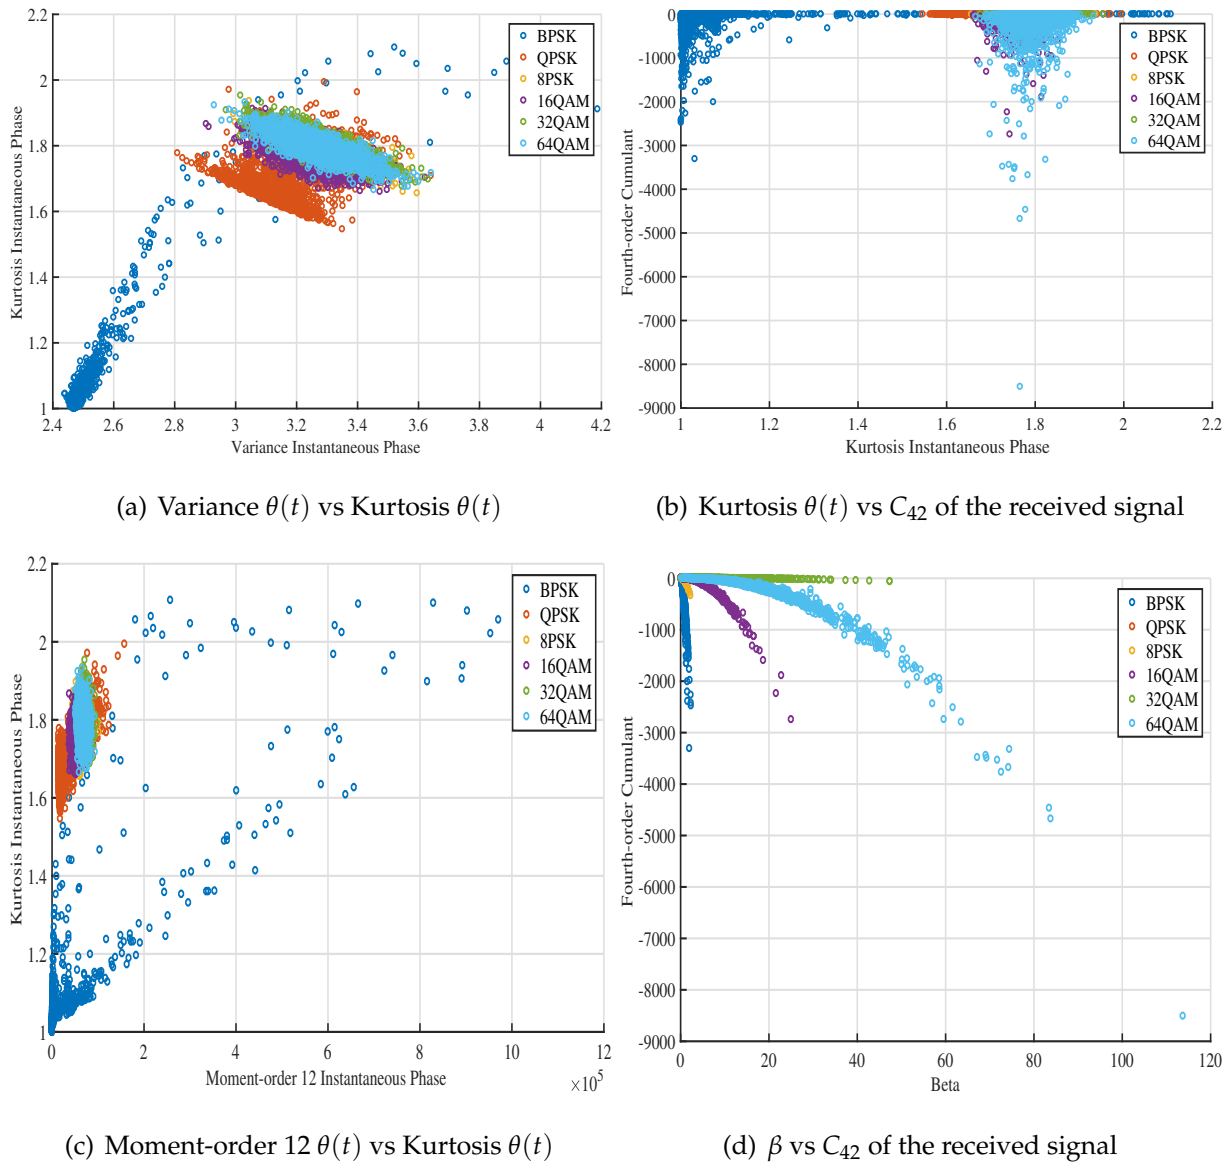 2.2
2
1.8
1.6
1.4
1.2
1
2.4 2.6 2.8 3 3.2 3.4 3.6 3.8 4 4.2
Kurtosis Instantaneous Phase
Variance Instantaneous Phase
BPSK
QPSK
8PSK
16QAM
32QAM
64QAM
(a) Variance θ(t) vs Kurtosis θ(t)
0
-1000
-2000
-3000
-4000
-5000
-6000
-7000
-8000
-9000
1 1.2 1.4 1.6 1.8 2 2.2
Fourth-order Cumulant
Kurtosis Instantaneous Phase
BPSK
QPSK
8PSK
16QAM
32QAM
64QAM
(b) Kurtosis θ(t) vs C42 of the received signal
2.2
2
1.8
1.6
1.4
1.2
1
0 2 4 6 8 10 12
×10^5
Kurtosis Instantaneous Phase
Moment-order 12 Instantaneous Phase
BPSK
QPSK
8PSK
16QAM
32QAM
64QAM
(c) Moment-order 12 θ(t) vs Kurtosis θ(t)
0
-1000
-2000
-3000
-4000
-5000
-6000
-7000
-8000
-9000
0 20 40 60 80 100 120
Fourth-order Cumulant
Beta
BPSK
QPSK
8PSK
16QAM
32QAM
64QAM
(d) β vs C42 of the received signal